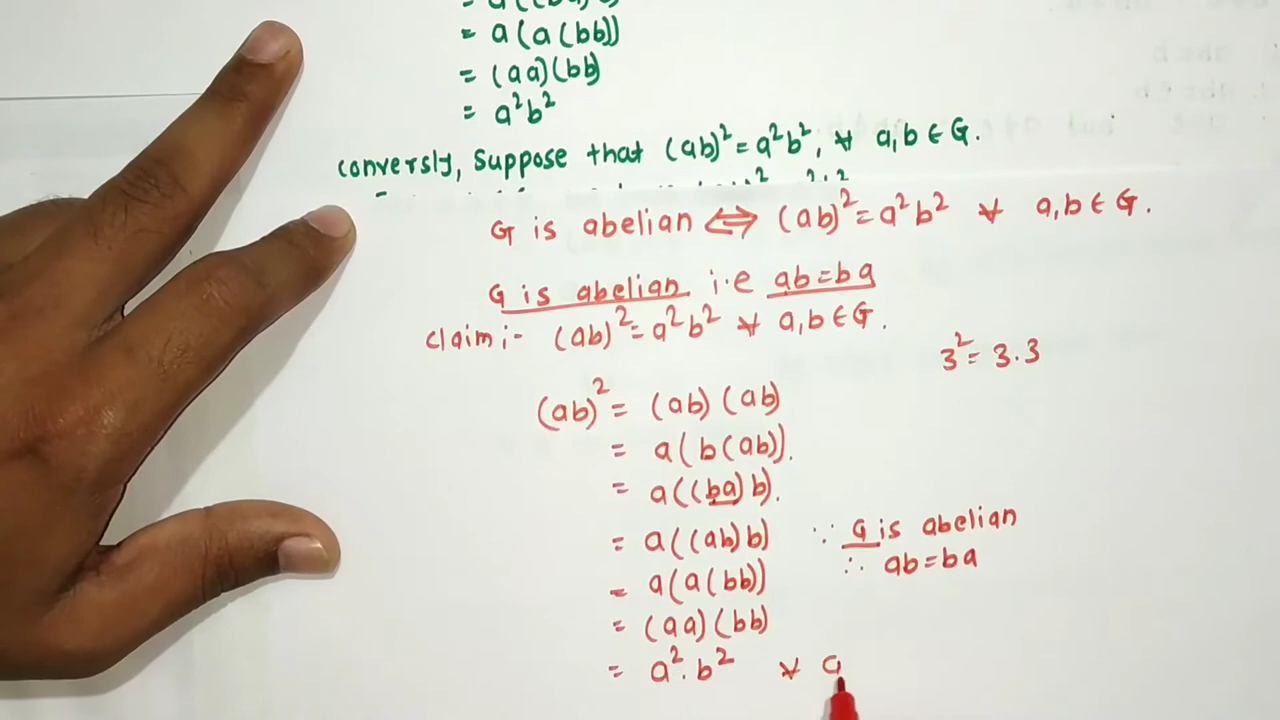 = a(a(bb))
= (aa)(bb)
= a²b²
conversly, suppose that (ab)² = a²b², ∀ a,b ∈ G.
G is abelian ⇔ (ab)² = a²b² ∀ a,b ∈ G.
G is abelian i.e ab=ba
claim:- (ab)² = a²b² ∀ a,b ∈ G.
3² = 3.3
(ab)² = (ab)(ab)
= a(b(ab)).
= a((ba)b).
= a((ab)b) ∵ G is abelian
∴ ab=ba
= a(a(bb))
= (aa)(bb)
= a².b² ∀ a